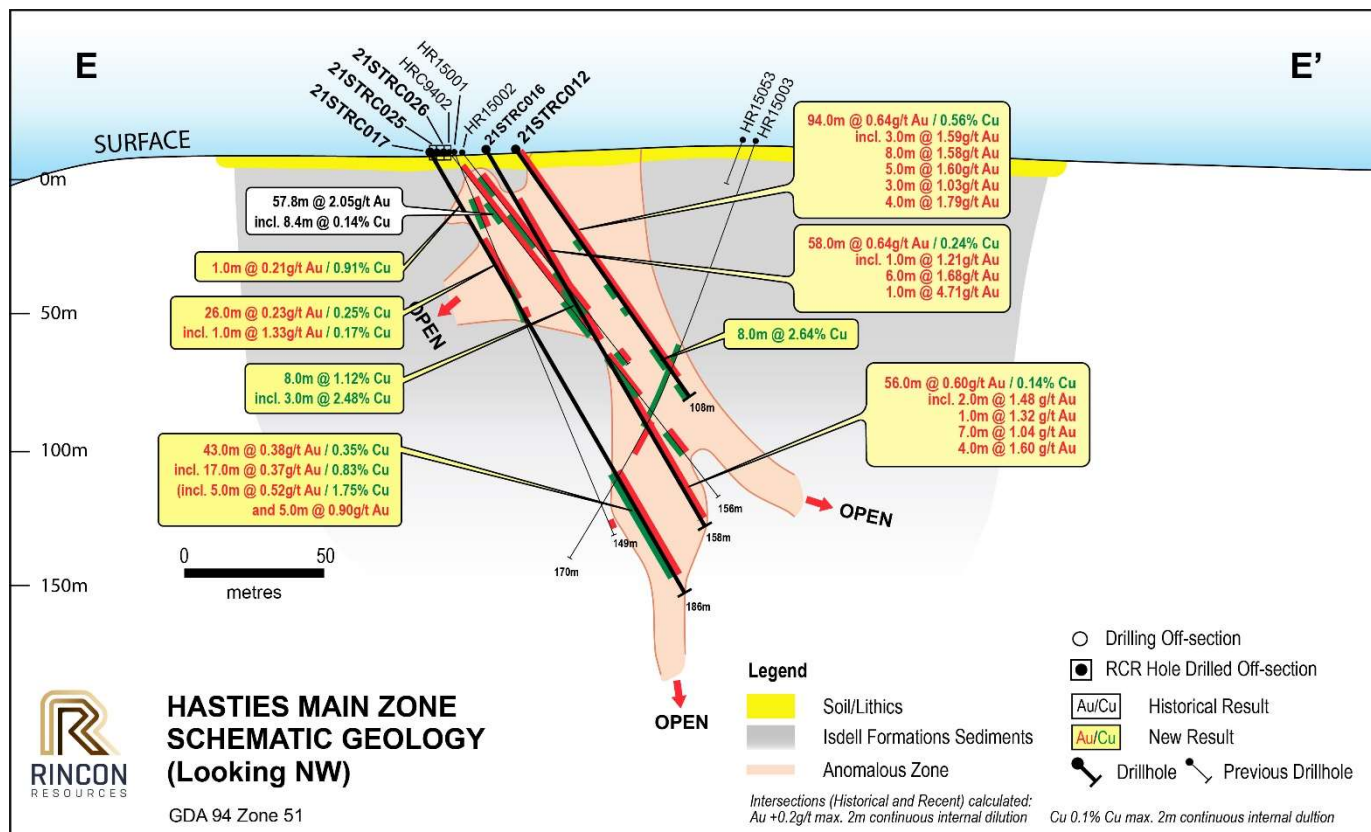 E
E'
21STRC017
21STRC025
21STRC026
HRC9402
HR15001
HR15002
21STRC016
21STRC012
HR15053
HR15003
SURFACE
0m
50m
100m
150m
57.8m @ 2.05g/t Au
incl. 8.4m @ 0.14% Cu
1.0m @ 0.21g/t Au / 0.91% Cu
26.0m @ 0.23g/t Au / 0.25% Cu
incl. 1.0m @ 1.33g/t Au / 0.17% Cu
8.0m @ 1.12% Cu
incl. 3.0m @ 2.48% Cu
43.0m @ 0.38g/t Au / 0.35% Cu
incl. 17.0m @ 0.37g/t Au / 0.83% Cu
(incl. 5.0m @ 0.52g/t Au / 1.75% Cu
and 5.0m @ 0.90g/t Au
94.0m @ 0.64g/t Au / 0.56% Cu
incl. 3.0m @ 1.59g/t Au
8.0m @ 1.58g/t Au
5.0m @ 1.60g/t Au
3.0m @ 1.03g/t Au
4.0m @ 1.79g/t Au
58.0m @ 0.64g/t Au / 0.24% Cu
incl. 1.0m @ 1.21g/t Au
6.0m @ 1.68g/t Au
1.0m @ 4.71g/t Au
8.0m @ 2.64% Cu
56.0m @ 0.60g/t Au / 0.14% Cu
incl. 2.0m @ 1.48 g/t Au
1.0m @ 1.32 g/t Au
7.0m @ 1.04 g/t Au
4.0m @ 1.60 g/t Au
OPEN
OPEN
OPEN
108m
156m
158m
149m
170m
186m
0 50
metres
RINCON
RESOURCES
HASTIES MAIN ZONE
SCHEMATIC GEOLOGY
(Looking NW)
GDA 94 Zone 51
Legend
Soil/Lithics
Isdell Formations Sediments
Anomalous Zone
Drilling Off-section
RCR Hole Drilled Off-section
Au/Cu Historical Result
Au/Cu New Result
Drillhole Previous Drillhole
Intersections (Historical and Recent) calculated:
Au +0.2g/t max. 2m continuous internal dilution Cu 0.1% Cu max. 2m continuous internal dultion